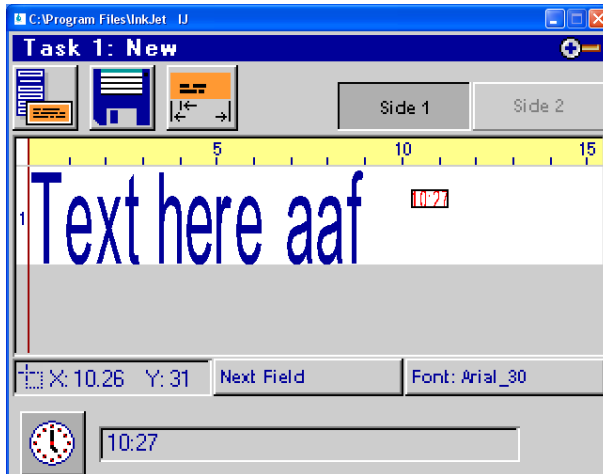 C:\Program Files\InkJet IJ
Task 1: New
Side 1 Side 2
5 10 15
1
Text here aaf 10:27
X: 10.26 Y: 31 Next Field Font: Arial_30
10:27